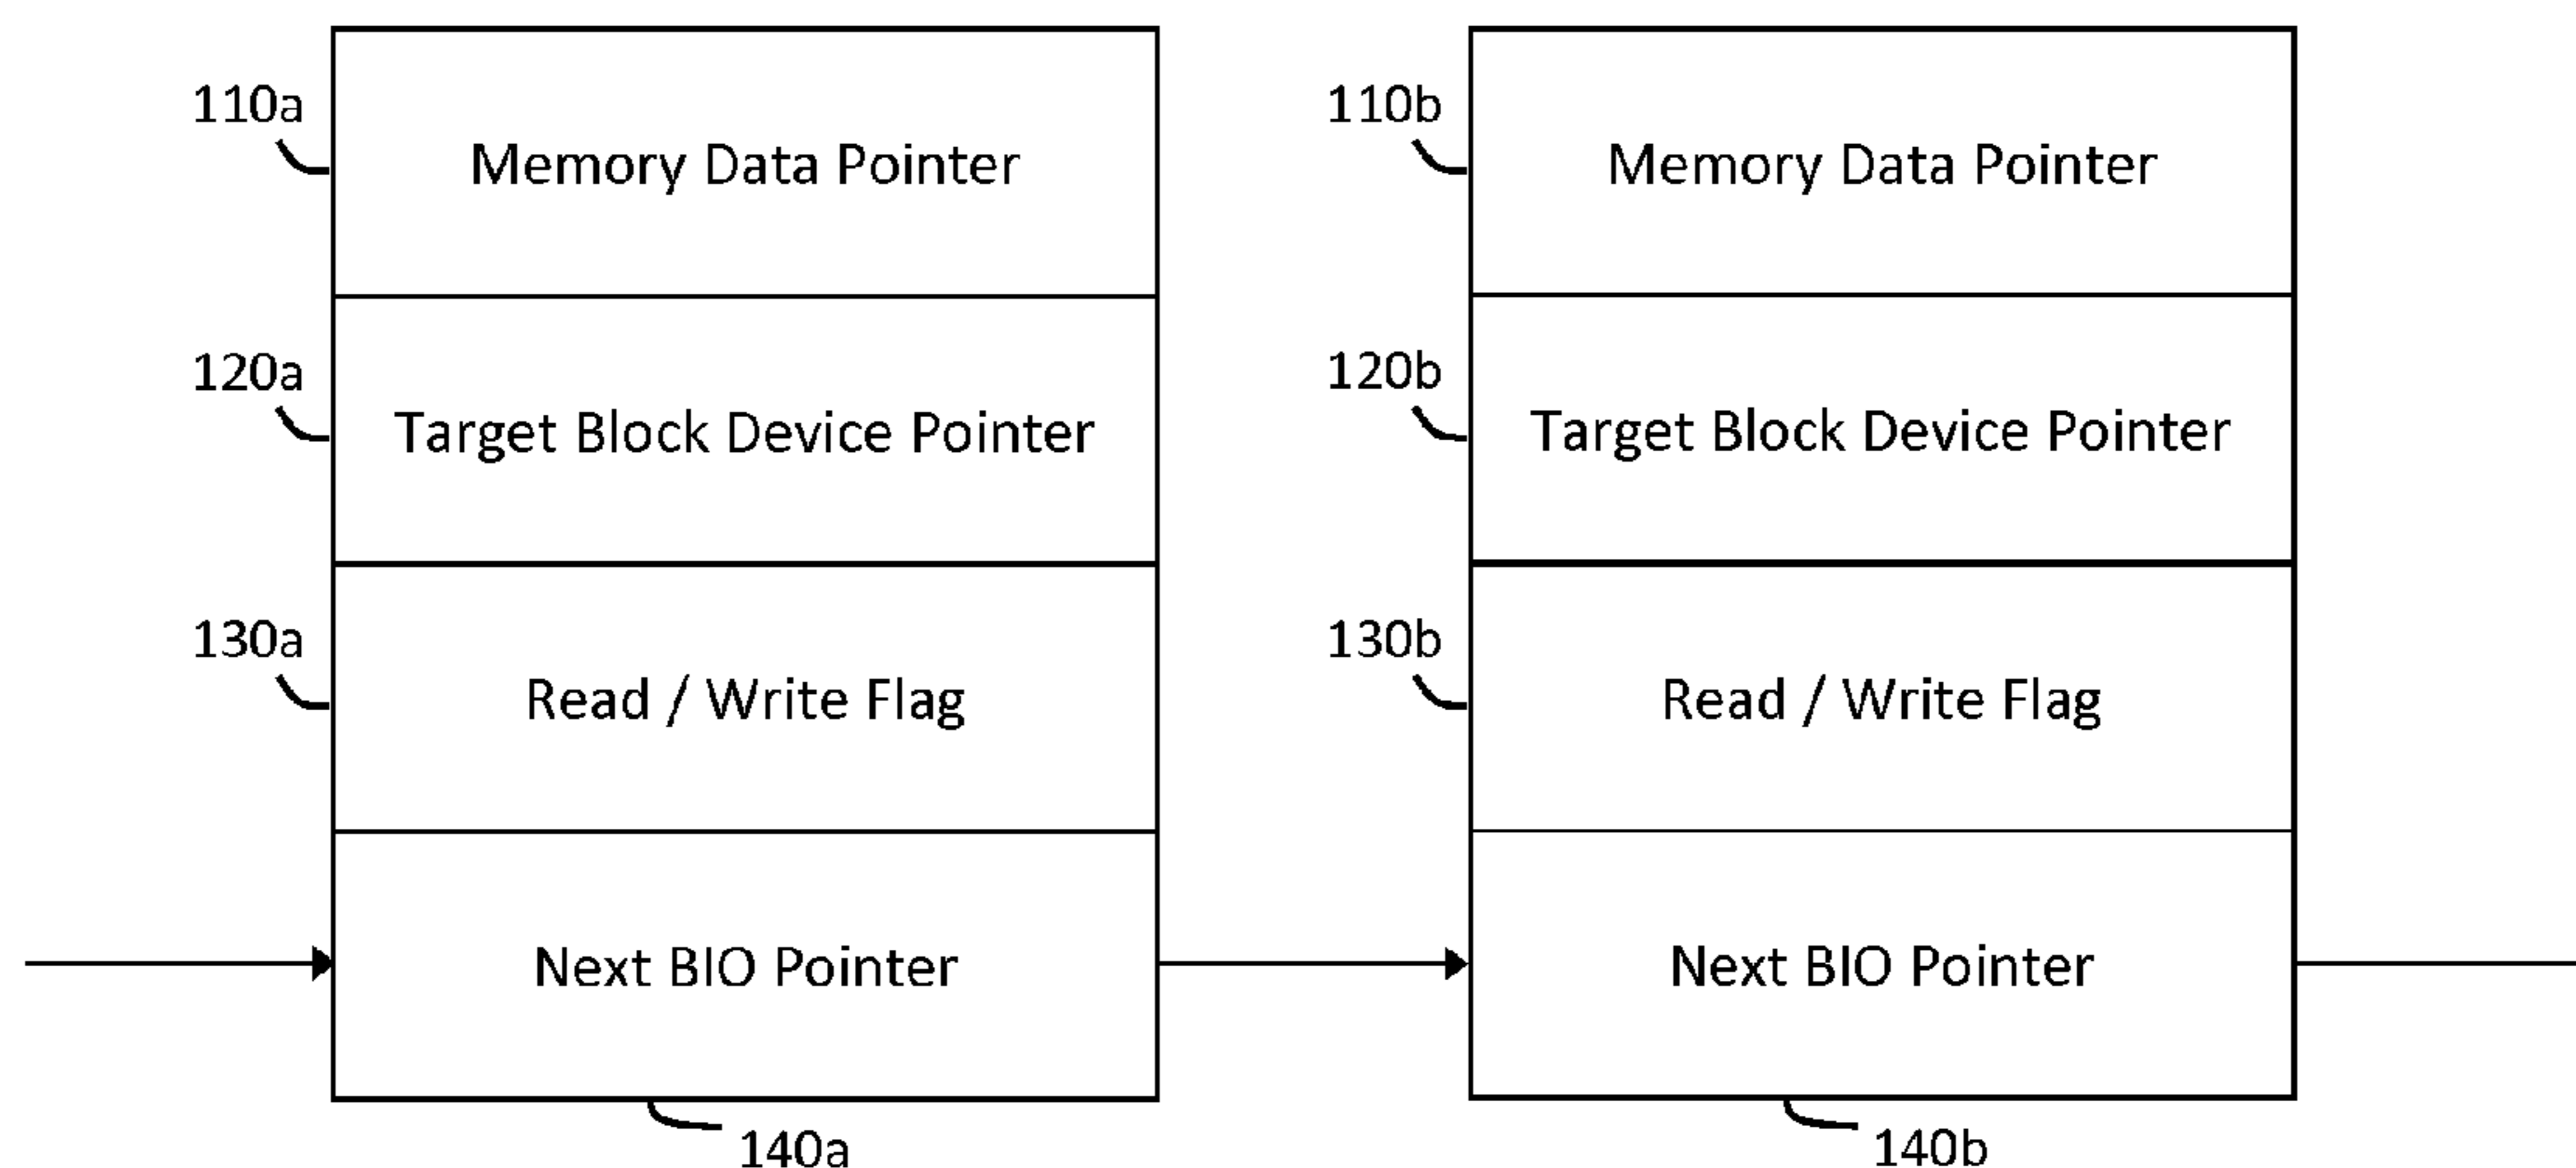 110a
Memory Data Pointer
120a
Target Block Device Pointer
130a
Read / Write Flag
Next BIO Pointer
140a
110b
Memory Data Pointer
120b
Target Block Device Pointer
130b
Read / Write Flag
Next BIO Pointer
140b